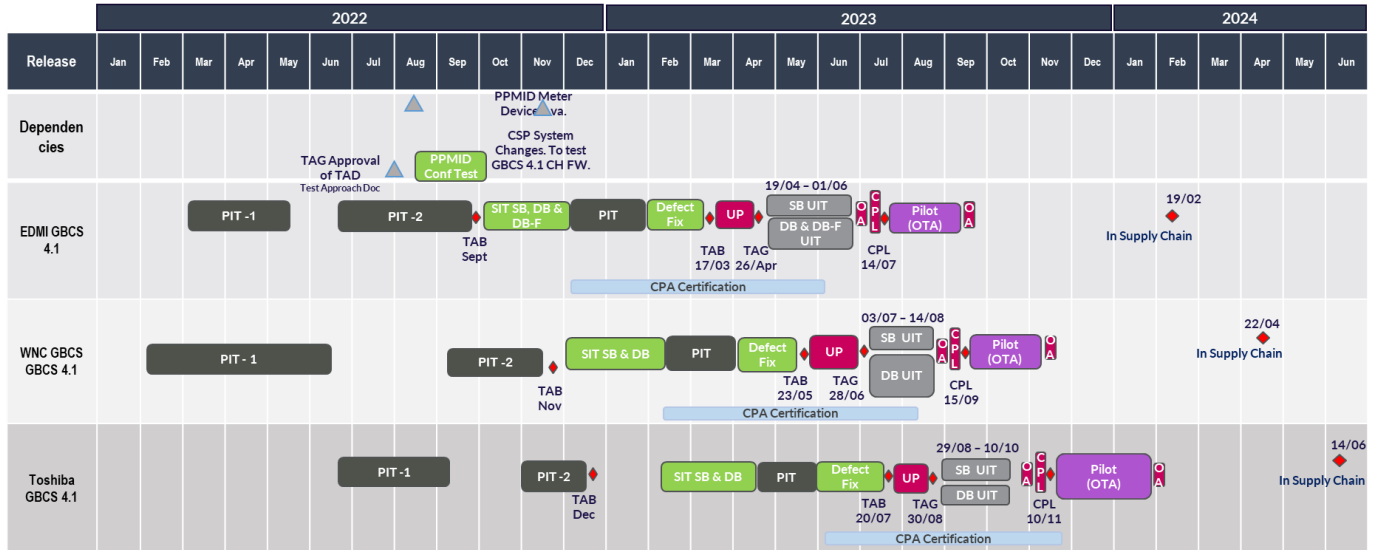 2022
2023
2024
Release
Jan
Feb
Mar
Apr
May
Jun
Jul
Aug
Sep
Oct
Nov
Dec
Jan
Feb
Mar
Apr
May
Jun
Jul
Aug
Sep
Oct
Nov
Dec
Jan
Feb
Mar
Apr
May
Jun
Dependen
cies
PPMID Meter
Device Ava.
CSP System
Changes. To test
GBCS 4.1 CH FW.
TAG Approval
of TAD
Test Approach Doc
PPMID
Conf Test
EDMI GBCS
4.1
PIT -1
PIT -2
TAB
Sept
SIT SB, DB &
DB-F
PIT
Defect
Fix
TAB
17/03
UP
TAG
26/Apr
19/04 – 01/06
SB UIT
DB & DB-F
UIT
O
A
C
P
L
CPL
14/07
Pilot
(OTA)
O
A
19/02
In Supply Chain
CPA Certification
WNC GBCS
GBCS 4.1
PIT - 1
PIT -2
TAB
Nov
SIT SB & DB
PIT
Defect
Fix
TAB
23/05
UP
TAG
28/06
03/07 – 14/08
SB UIT
DB UIT
O
A
C
P
L
CPL
15/09
Pilot
(OTA)
O
A
22/04
In Supply Chain
CPA Certification
Toshiba
GBCS 4.1
PIT -1
PIT -2
TAB
Dec
SIT SB & DB
PIT
Defect
Fix
TAB
20/07
UP
TAG
30/08
29/08 – 10/10
SB UIT
DB UIT
O
A
C
P
L
CPL
10/11
Pilot
(OTA)
O
A
14/06
In Supply Chain
CPA Certification